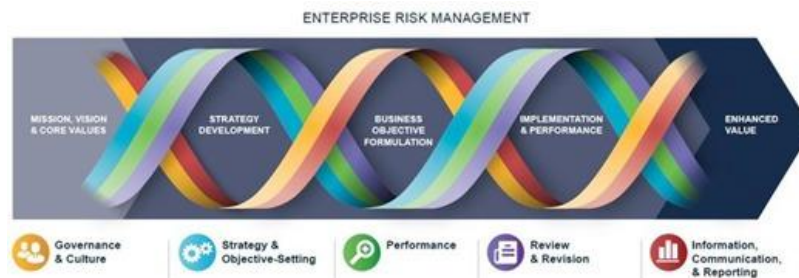 ENTERPRISE RISK MANAGEMENT
MISSION, VISION
& CORE VALUES
STRATEGY
DEVELOPMENT
BUSINESS
OBJECTIVE
FORMULATION
IMPLEMENTATION
& PERFORMANCE
ENHANCED
VALUE
Governance
& Culture
Strategy &
Objective-Setting
Performance
Review
& Revision
Information,
Communication,
& Reporting